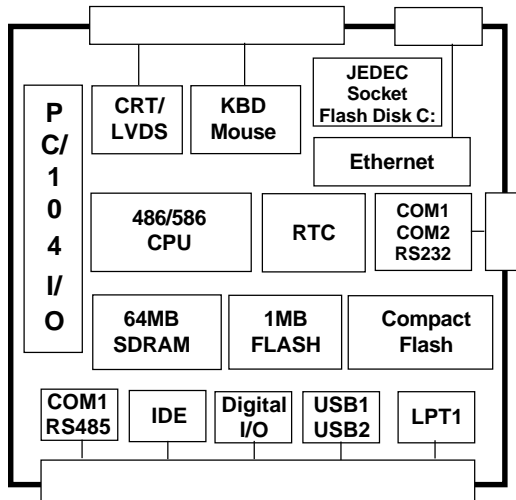 JEDEC
Socket
Flash Disk C:
P
C/
1
0
4
I/
O
CRT/
LVDS
KBD
Mouse
Ethernet
486/586
CPU
RTC
COM1
COM2
RS232
64MB
SDRAM
1MB
FLASH
Compact
Flash
COM1
RS485
IDE
Digital
I/O
USB1
USB2
LPT1